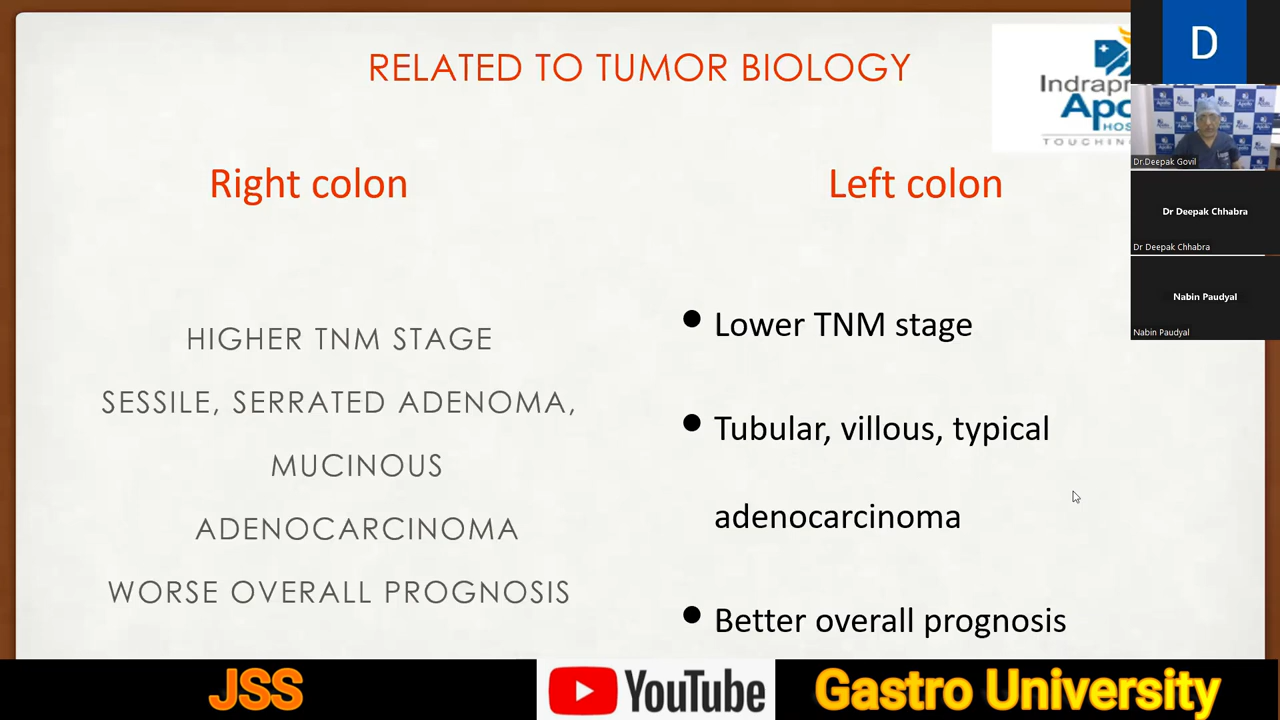 RELATED TO TUMOR BIOLOGY
Indrapr
Apo
HOS
TOUCHIN
D
Dr.Deepak Govil
Dr Deepak Chhabra
Dr Deepak Chhabra
Nabin Paudyal
Nabin Paudyal
Right colon
HIGHER TNM STAGE
SESSILE, SERRATED ADENOMA,
MUCINOUS
ADENOCARCINOMA
WORSE OVERALL PROGNOSIS
Left colon
• Lower TNM stage
• Tubular, villous, typical
adenocarcinoma
• Better overall prognosis
JSS
YouTube
Gastro University